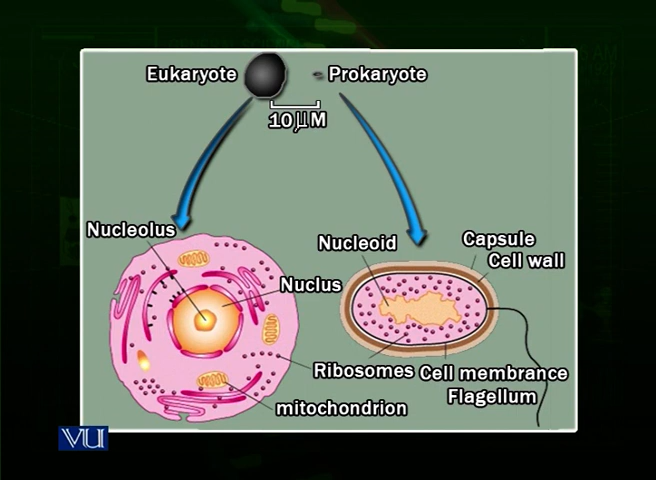 Eukaryote
Prokaryote
10 µM
Nucleolus
Nucleoid
Capsule
Cell wall
Nuclus
Ribosomes
Cell membrance
Flagellum
mitochondrion
VU